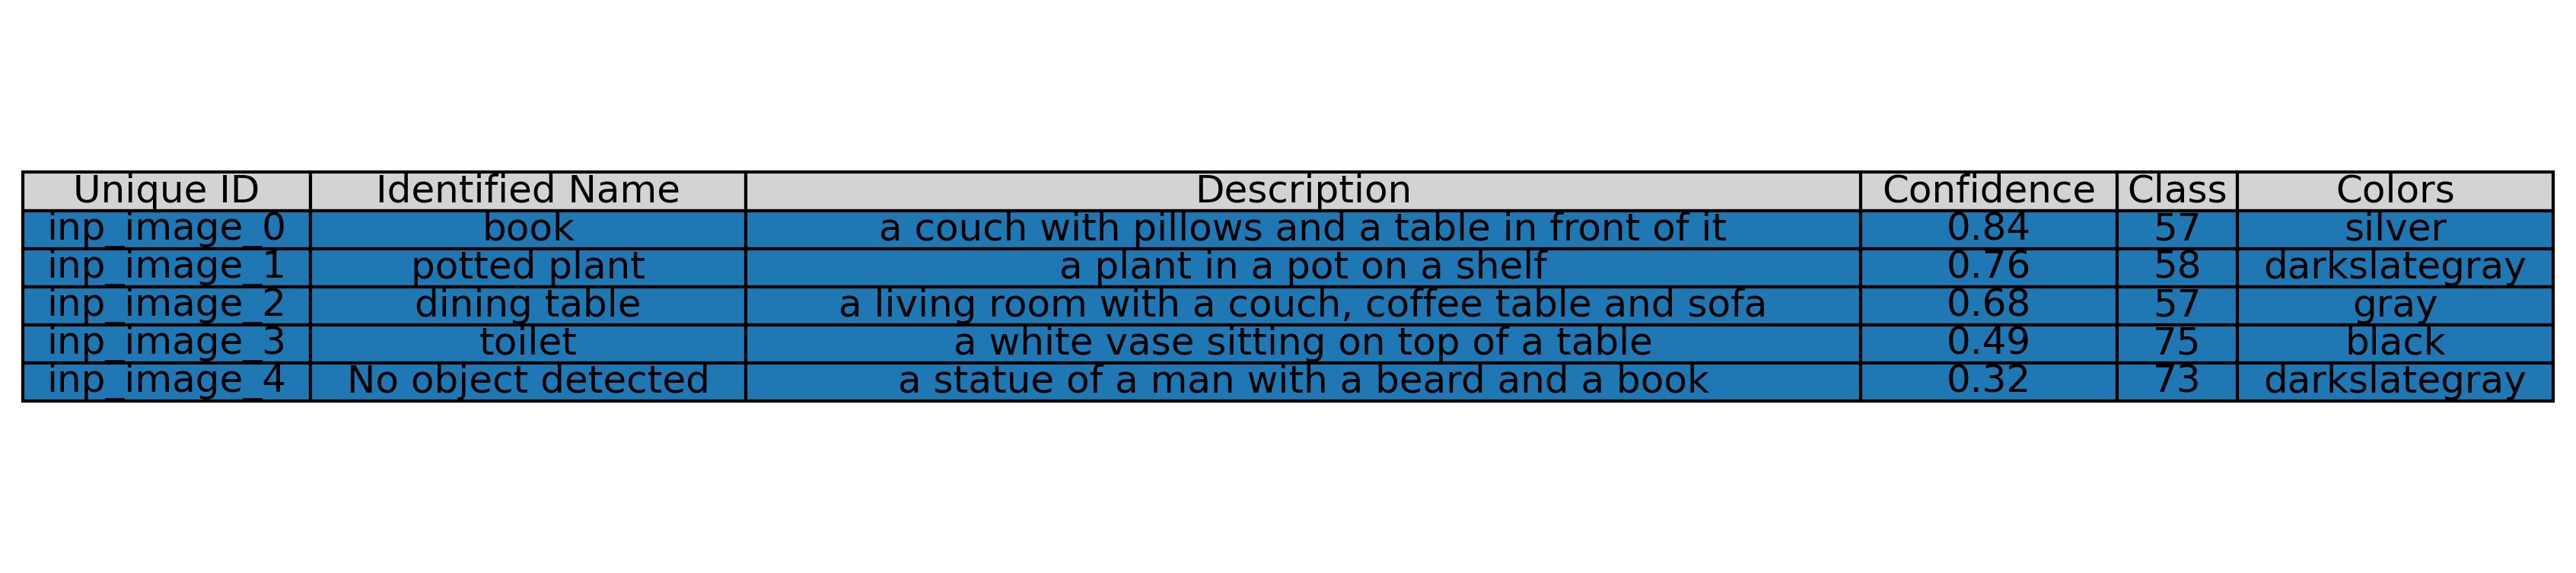 Unique ID Identified Name Description Confidence Class Colors
inp_image_0 book a couch with pillows and a table in front of it 0.84 57 silver
inp_image_1 potted plant a plant in a pot on a shelf 0.76 58 darkslategray
inp_image_2 dining table a living room with a couch, coffee table and sofa 0.68 57 gray
inp_image_3 toilet a white vase sitting on top of a table 0.49 75 black
inp_image_4 No object detected a statue of a man with a beard and a book 0.32 73 darkslategray